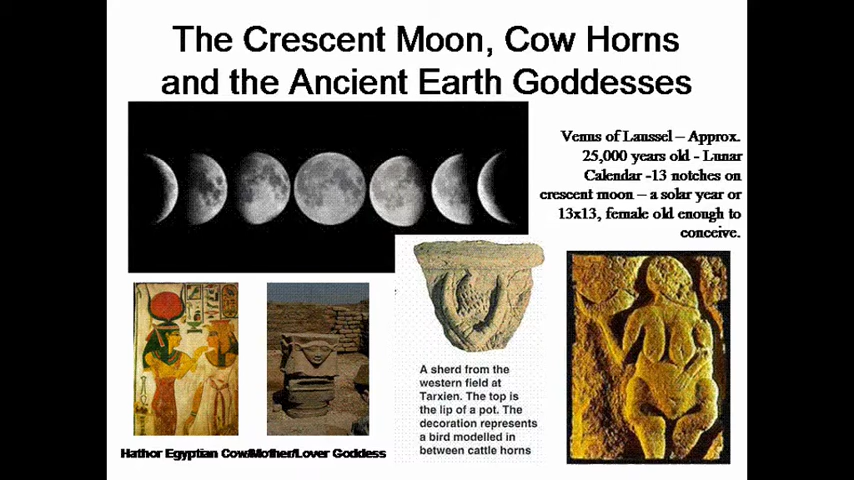 The Crescent Moon, Cow Horns
and the Ancient Earth Goddesses
Venus of Laussel – Approx.
25,000 years old - Lunar
Calendar -13 notches on
crescent moon – a solar year or
13x13, female old enough to
conceive.
A sherd from the
western field at
Tarxien. The top is
the lip of a pot. The
decoration represents
a bird modelled in
between cattle horns
Hathor Egyptian Cow/Mother/Lover Goddess